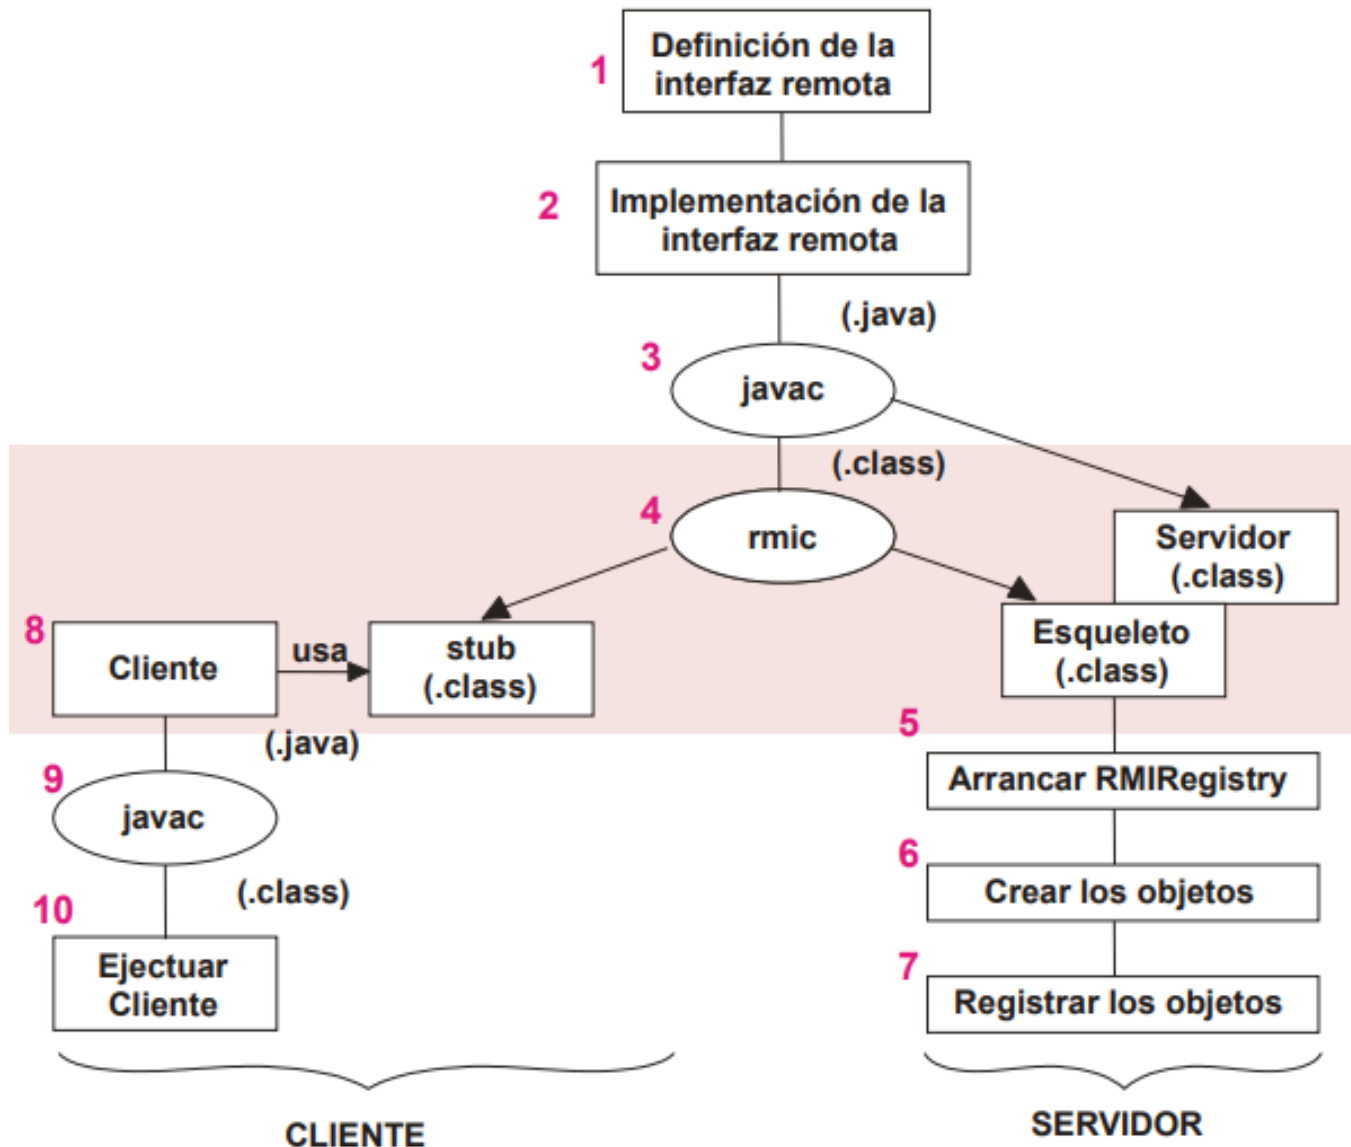 1
Definición de la
interfaz remota
2
Implementación de la
interfaz remota
(.java)
3
javac
(.class)
4
rmic
Servidor
(.class)
Esqueleto
(.class)
8
Cliente
usa
stub
(.class)
(.java)
5
Arrancar RMIRegistry
9
javac
6
Crear los objetos
(.class)
10
Ejectuar
Cliente
7
Registrar los objetos
CLIENTE
SERVIDOR